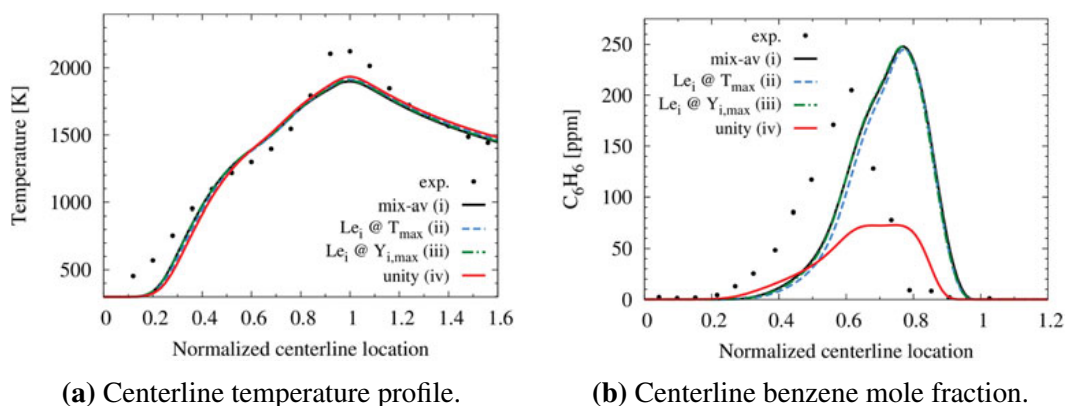 2000
1500
1000
500
0 0.2 0.4 0.6 0.8 1.0 1.2 1.4 1.6
Temperature [K]
Normalized centerline location
exp.
mix-av (i)
Le_i @ T_max (ii)
Le_i @ Y_i,max (iii)
unity (iv)
(a) Centerline temperature profile.
250
200
150
100
50
0
0 0.2 0.4 0.6 0.8 1 1.2
C6H6 [ppm]
Normalized centerline location
exp.
mix-av (i)
Le_i @ T_max (ii)
Le_i @ Y_i,max (iii)
unity (iv)
(b) Centerline benzene mole fraction.